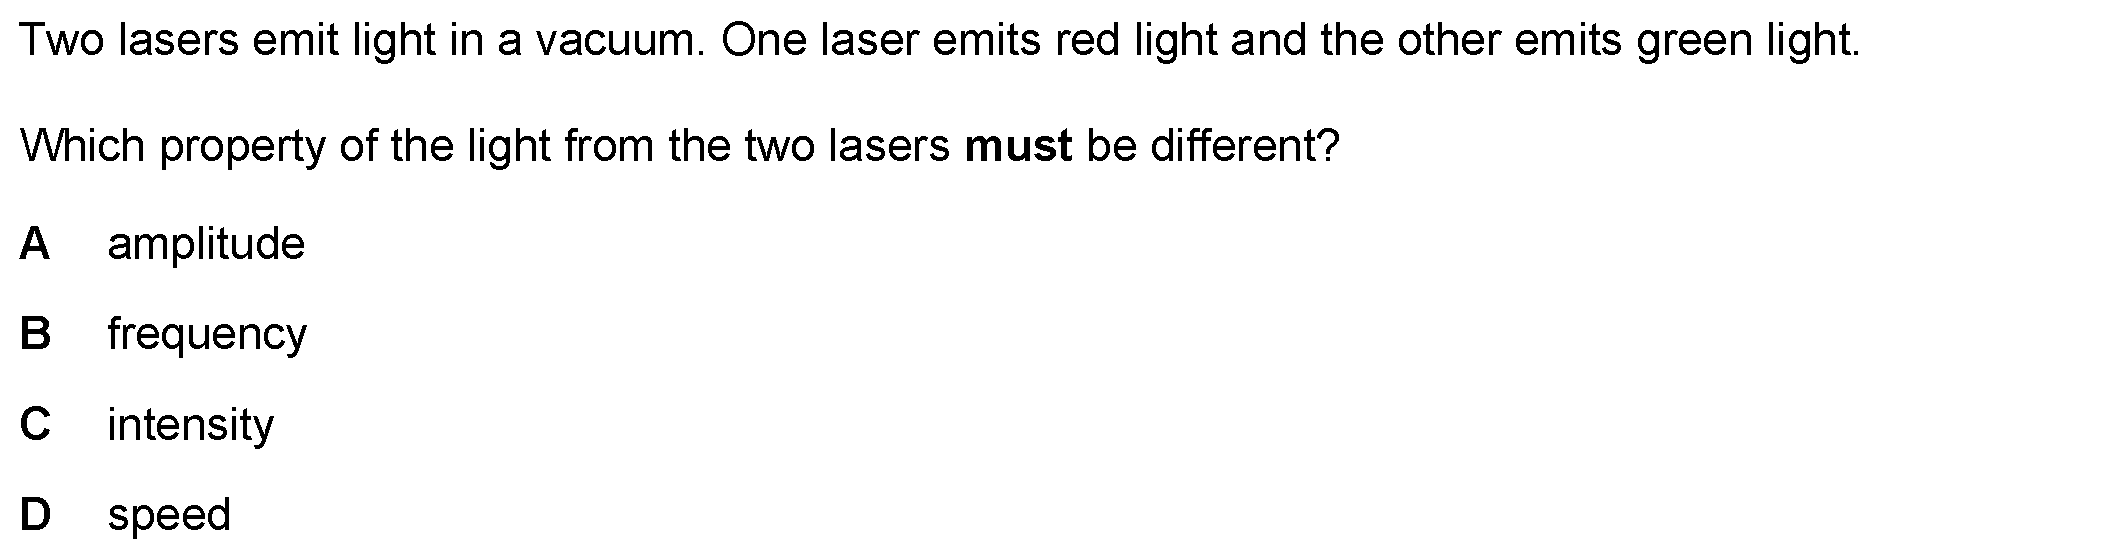 Two lasers emit light in a vacuum. One laser emits red light and the other emits green light.
Which property of the light from the two lasers must be different?
A amplitude
B frequency
C intensity
D speed